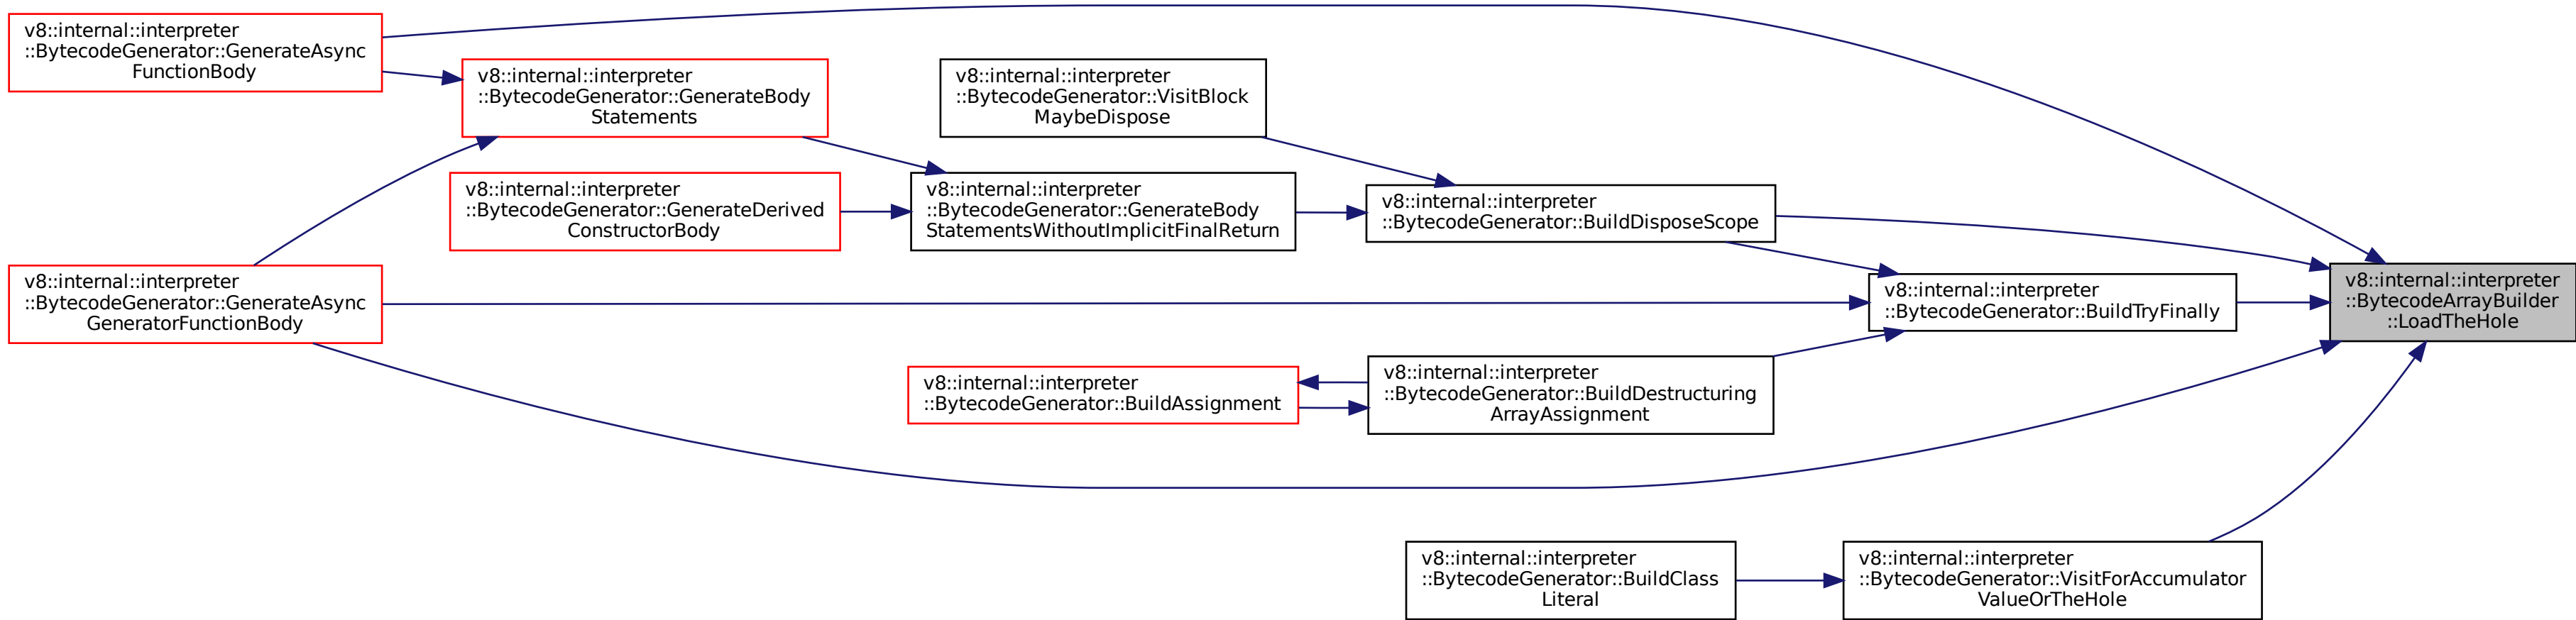 v8::internal::interpreter
::BytecodeGenerator::GenerateAsync
FunctionBody
v8::internal::interpreter
::BytecodeGenerator::GenerateBody
Statements
v8::internal::interpreter
::BytecodeGenerator::VisitBlock
MaybeDispose
v8::internal::interpreter
::BytecodeGenerator::GenerateDerived
ConstructorBody
v8::internal::interpreter
::BytecodeGenerator::GenerateBody
StatementsWithoutImplicitFinalReturn
v8::internal::interpreter
::BytecodeGenerator::BuildDisposeScope
v8::internal::interpreter
::BytecodeGenerator::GenerateAsync
GeneratorFunctionBody
v8::internal::interpreter
::BytecodeGenerator::BuildTryFinally
v8::internal::interpreter
::BytecodeArrayBuilder
::LoadTheHole
v8::internal::interpreter
::BytecodeGenerator::BuildAssignment
v8::internal::interpreter
::BytecodeGenerator::BuildDestructuring
ArrayAssignment
v8::internal::interpreter
::BytecodeGenerator::BuildClass
Literal
v8::internal::interpreter
::BytecodeGenerator::VisitForAccumulator
ValueOrTheHole